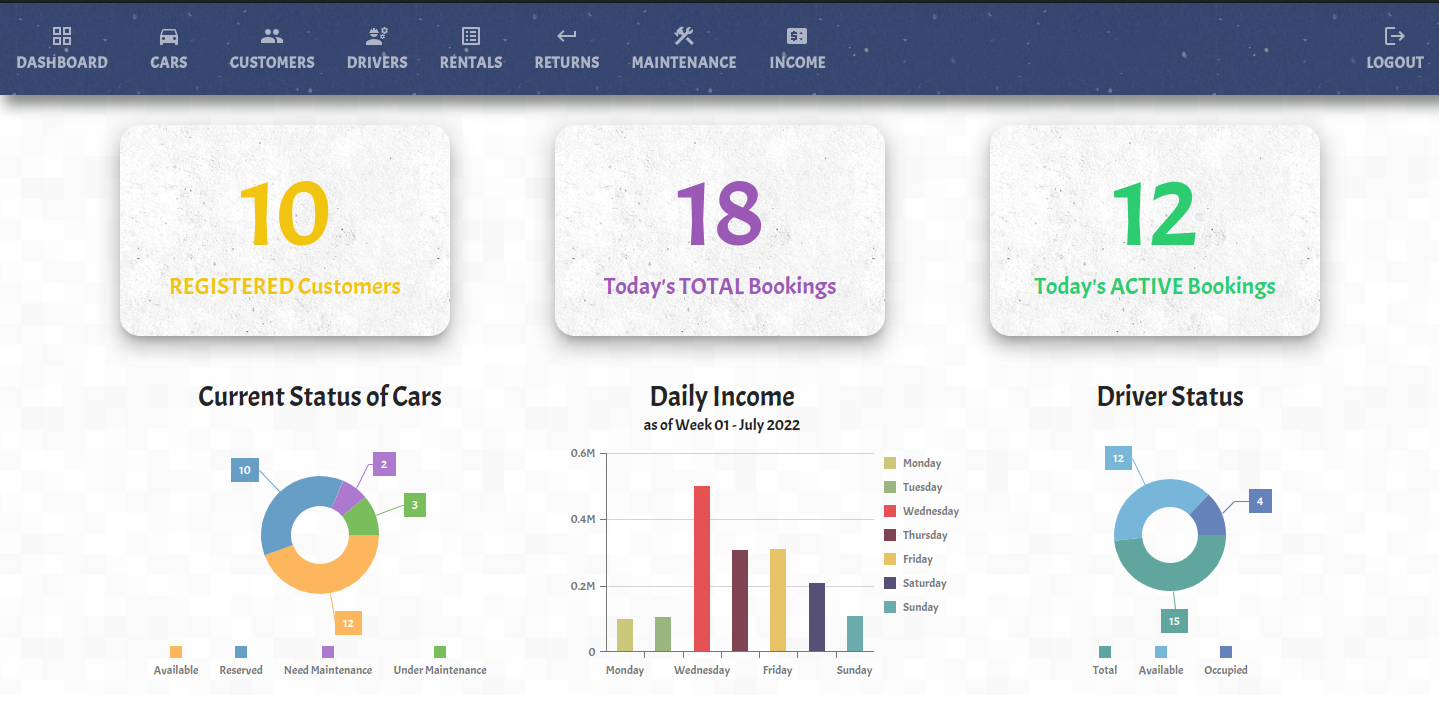 DASHBOARD CARS CUSTOMERS DRIVERS RENTALS RETURNS MAINTENANCE INCOME LOGOUT
10
REGISTERED Customers
18
Today's TOTAL Bookings
12
Today's ACTIVE Bookings
Current Status of Cars
10
2
3
12
Available Reserved Need Maintenance Under Maintenance
Daily Income
as of Week 01 - July 2022
0.6M
0.4M
0.2M
0
Monday Wednesday Friday Sunday
Monday
Tuesday
Wednesday
Thursday
Friday
Saturday
Sunday
Driver Status
12
4
15
Total Available Occupied